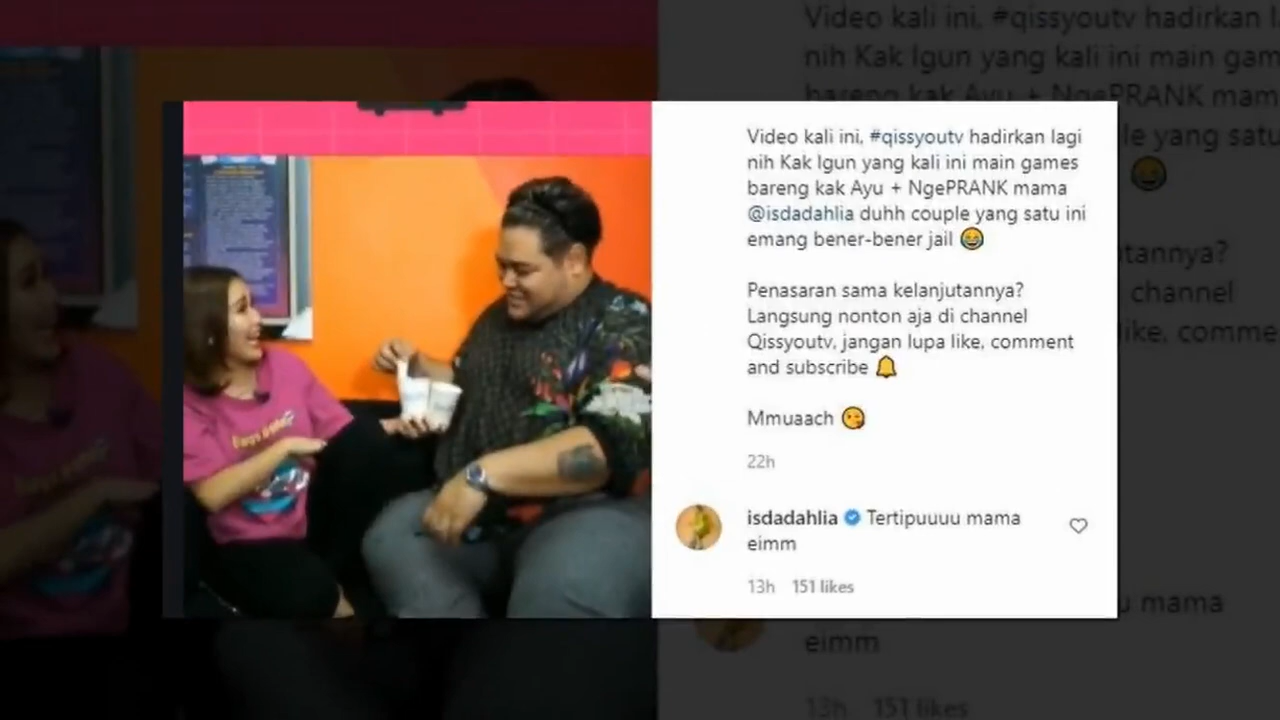 Video kali ini, #qissyoutv hadirkan lagi
nih Kak Igun yang kali ini main games
bareng kak Ayu + NgePRANK mama
@isdadahlia duhh couple yang satu ini
emang bener-bener jail 😂
Penasaran sama kelanjutannya?
Langsung nonton aja di channel
Qissyoutv, jangan lupa like, comment
and subscribe 🔔
Mmuaach 😘
22h
isdadahlia Tertipuuuu mama
eimm
13h 151 likes